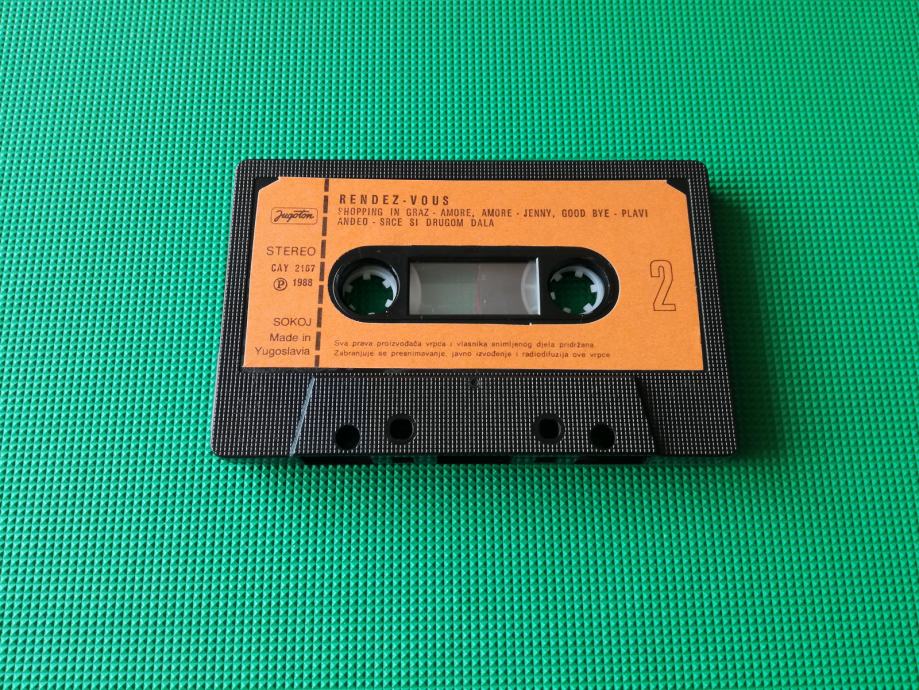 Jugoton
STEREO
CAY 2167
Ⓟ 1988
SOKOJ
Made in
Yugoslavia
RENDEZ-VOUS
SHOPPING IN GRAZ - AMORE, AMORE - JENNY, GOOD BYE - PLAVI
ANĐEO - SRCE SI DRUGOM DALA
2
Sva prava proizvođača vrpca i vlasnika snimljenog djela pridržana.
Zabranjuje se presnimavanje, javno izvođenje i radiodifuzija ove vrpce